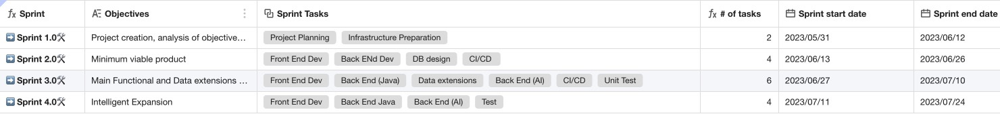 fx Sprint Objectives Sprint Tasks fx # of tasks Sprint start date Sprint end date
Sprint 1.0 Project creation, analysis of objective… Project Planning Infrastructure Preparation 2 2023/05/31 2023/06/12
Sprint 2.0 Minimum viable product Front End Dev Back ENd Dev DB design CI/CD 4 2023/06/13 2023/06/26
Sprint 3.0 Main Functional and Data extensions … Front End Dev Back End (Java) Data extensions Back End (AI) CI/CD Unit Test 6 2023/06/27 2023/07/10
Sprint 4.0 Intelligent Expansion Front End Dev Back End Java Back End (AI) Test 4 2023/07/11 2023/07/24